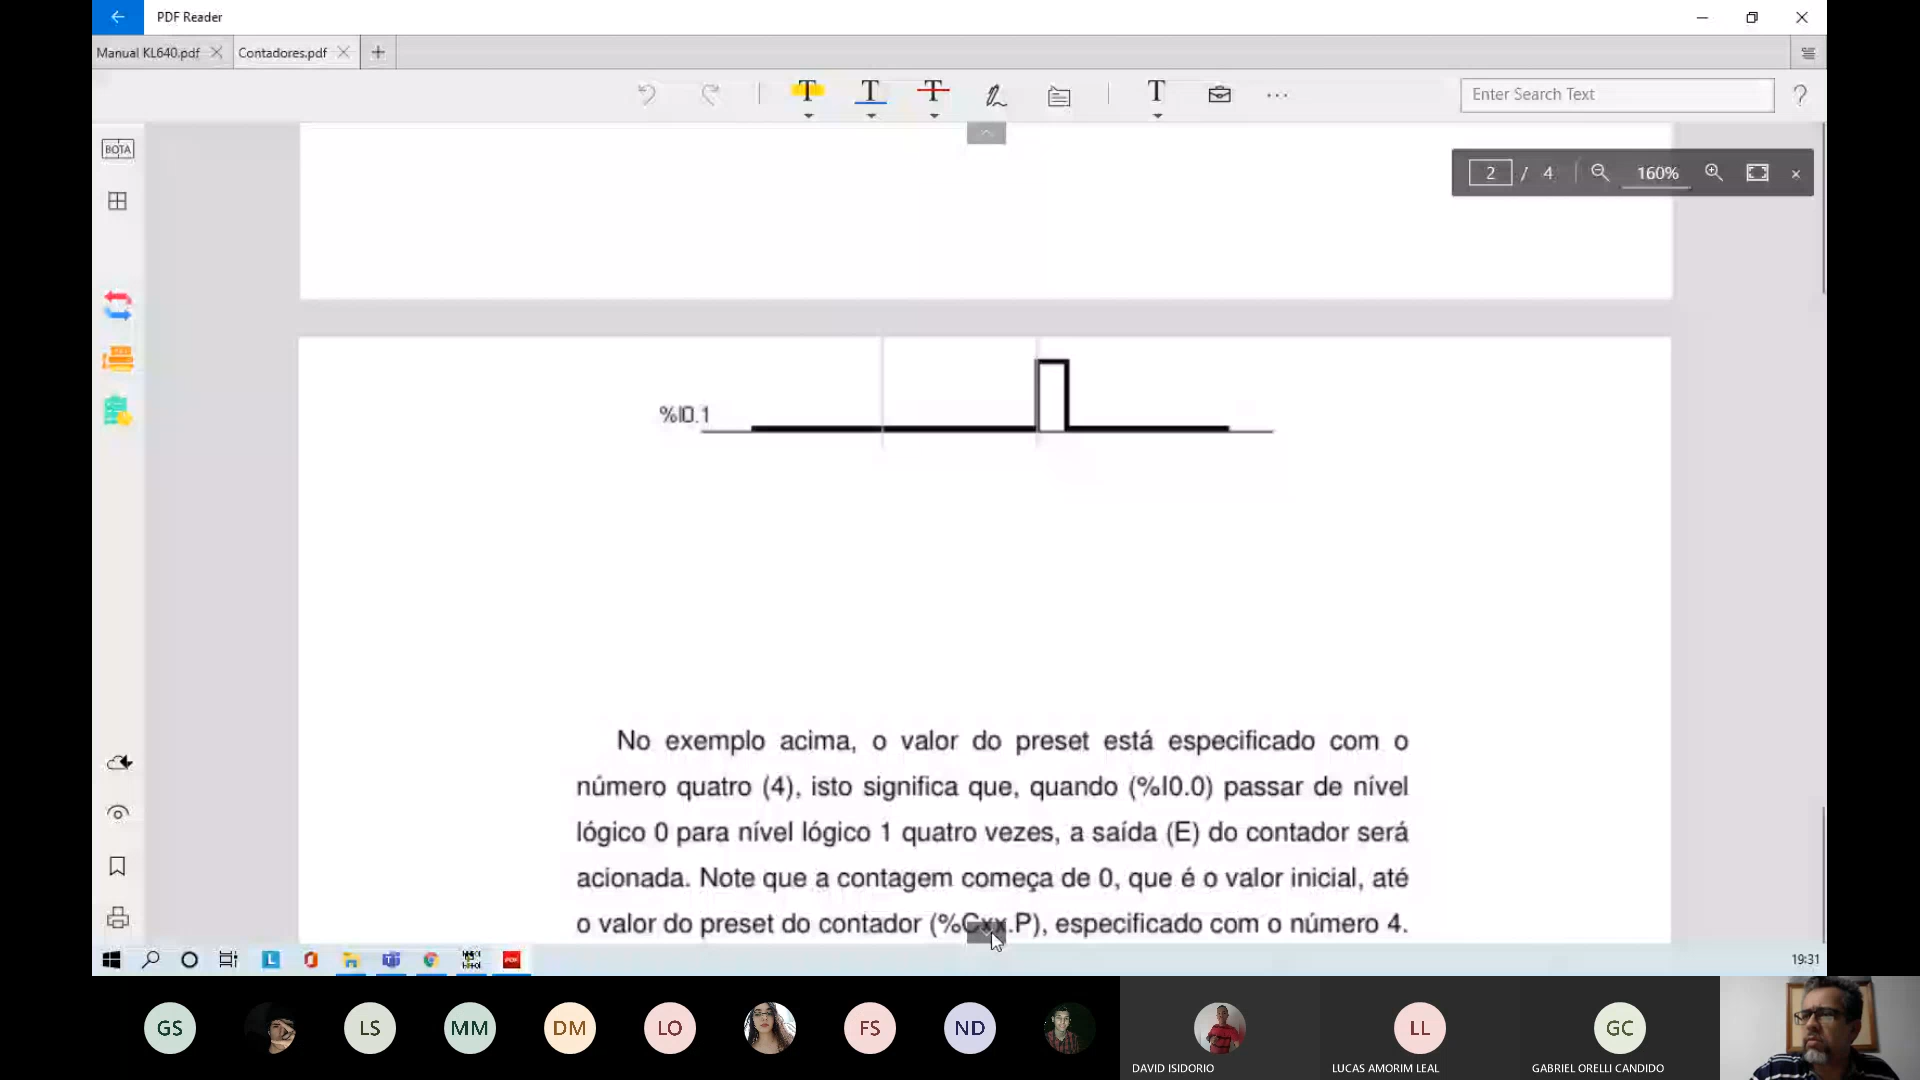 PDF Reader
Manual KL640.pdf
Contadores.pdf
Enter Search Text
BOTA
2 / 4
160%
%I0.1
No exemplo acima, o valor do preset está especificado com o
número quatro (4), isto significa que, quando (%I0.0) passar de nível
lógico 0 para nível lógico 1 quatro vezes, a saída (E) do contador será
acionada. Note que a contagem começa de 0, que é o valor inicial, até
o valor do preset do contador (%Cxx.P), especificado com o número 4.
L
PDF
19:31
GS
LS
MM
DM
LO
FS
ND
LL
GC
DAVID ISIDORIO
LUCAS AMORIM LEAL
GABRIEL ORELLI CANDIDO